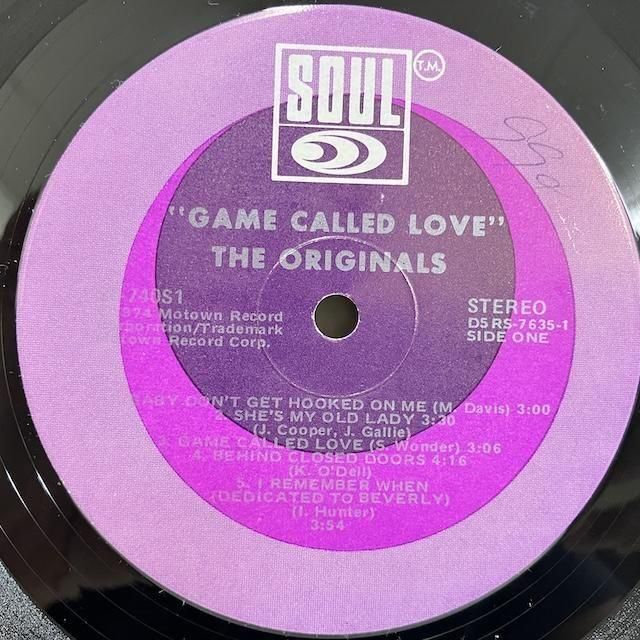 SOUL
T.M.
"GAME CALLED LOVE"
THE ORIGINALS
740S1
Motown Record
/Trademark
Record Corp.
STEREO
D5RS-7635-1
SIDE ONE
DON'T GET HOOKED ON ME (M. Davis) 3:00
2. SHE'S MY OLD LADY 3:30
(J. Cooper, J. Gallie)
3. GAME CALLED LOVE (S. Wonder) 3:06
4. BEHIND CLOSED DOORS 4:16
(K. O'Dell)
5. I REMEMBER WHEN
(DEDICATED TO BEVERLY)
(I. Hunter)
3:54